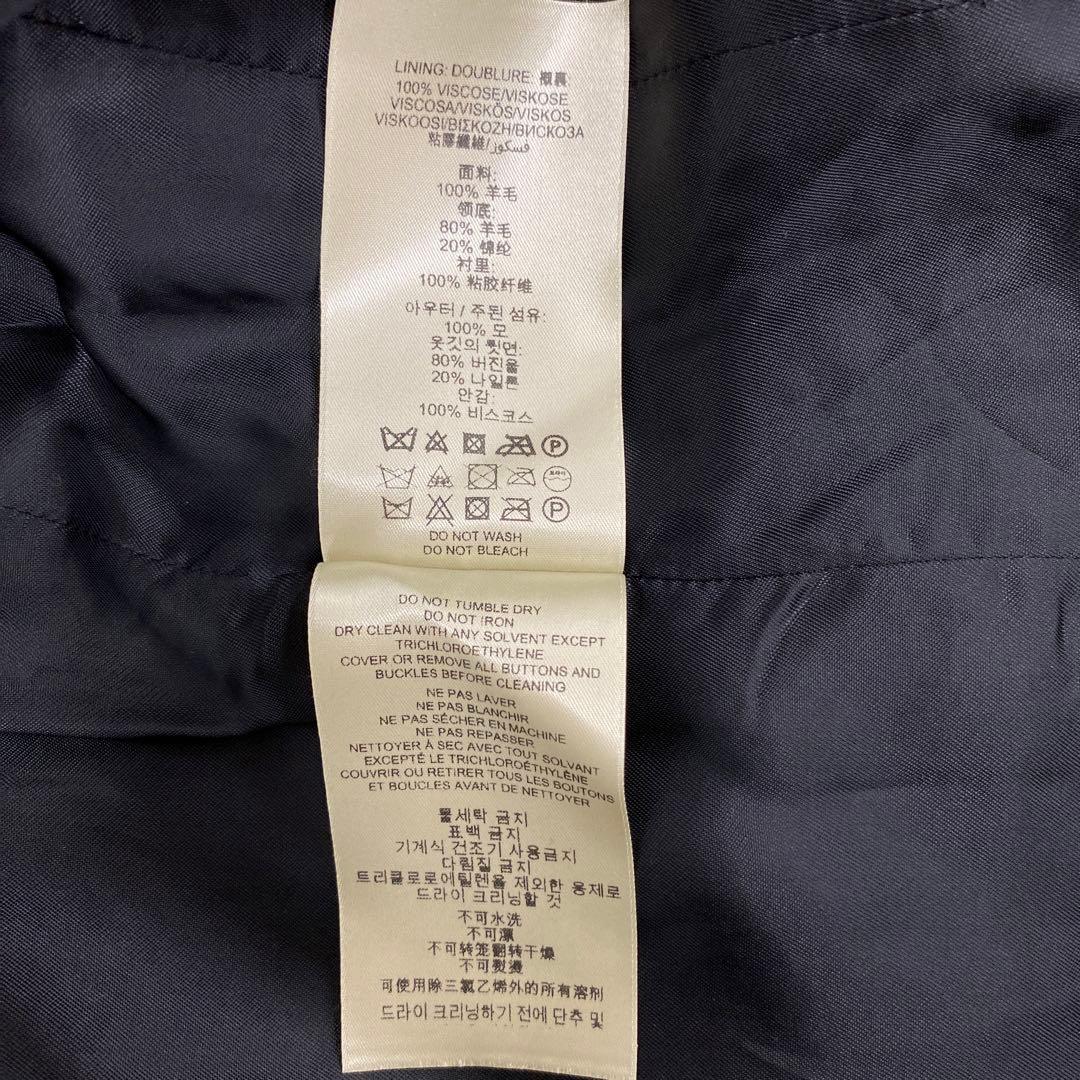 LINING: DOUBLURE: 襯裏:
100% VISCOSE/VISKOSE
VISCOSA/VISKÓS/VISKOS
VISKOOSI/ΒΙΣΚΟΖΗ/ВИСКОЗА
粘膠纖維/فسكوز
面料:
100% 羊毛
领底:
80% 羊毛
20% 锦纶
衬里:
100% 粘胶纤维
아우터 / 주된 섬유:
100% 모
옷깃의 뒷면:
80% 버진울
20% 나일론
안감:
100% 비스코스
P
드라이
P
DO NOT WASH
DO NOT BLEACH
DO NOT TUMBLE DRY
DO NOT IRON
DRY CLEAN WITH ANY SOLVENT EXCEPT
TRICHLOROETHYLENE
COVER OR REMOVE ALL BUTTONS AND
BUCKLES BEFORE CLEANING
NE PAS LAVER
NE PAS BLANCHIR
NE PAS SÉCHER EN MACHINE
NE PAS REPASSER
NETTOYER À SEC AVEC TOUT SOLVANT
EXCEPTÉ LE TRICHLOROÉTHYLÈNE
COUVRIR OU RETIRER TOUS LES BOUTONS
ET BOUCLES AVANT DE NETTOYER
물세탁 금지
표백 금지
기계식 건조기 사용금지
다림질 금지
트리클로로에틸렌을 제외한 용제로
드라이 크리닝할 것
不可水洗
不可漂
不可转笼翻转干燥
不可熨烫
可使用除三氯乙烯外的所有溶剂
드라이 크리닝하기 전에 단추 및